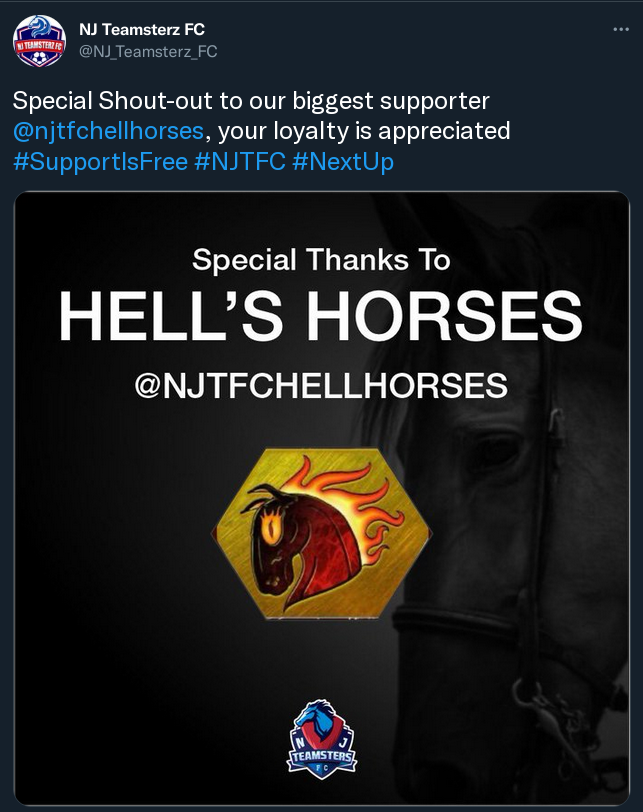 NJ TEAMSTERZ FC
NJ Teamsterz FC
@NJ_Teamsterz_FC
Special Shout-out to our biggest supporter
@njtfchellhorses, your loyalty is appreciated
#SupportIsFree #NJTFC #NextUp
Special Thanks To
HELL’S HORSES
@NJTFCHELLHORSES
N J
TEAMSTERS
FC